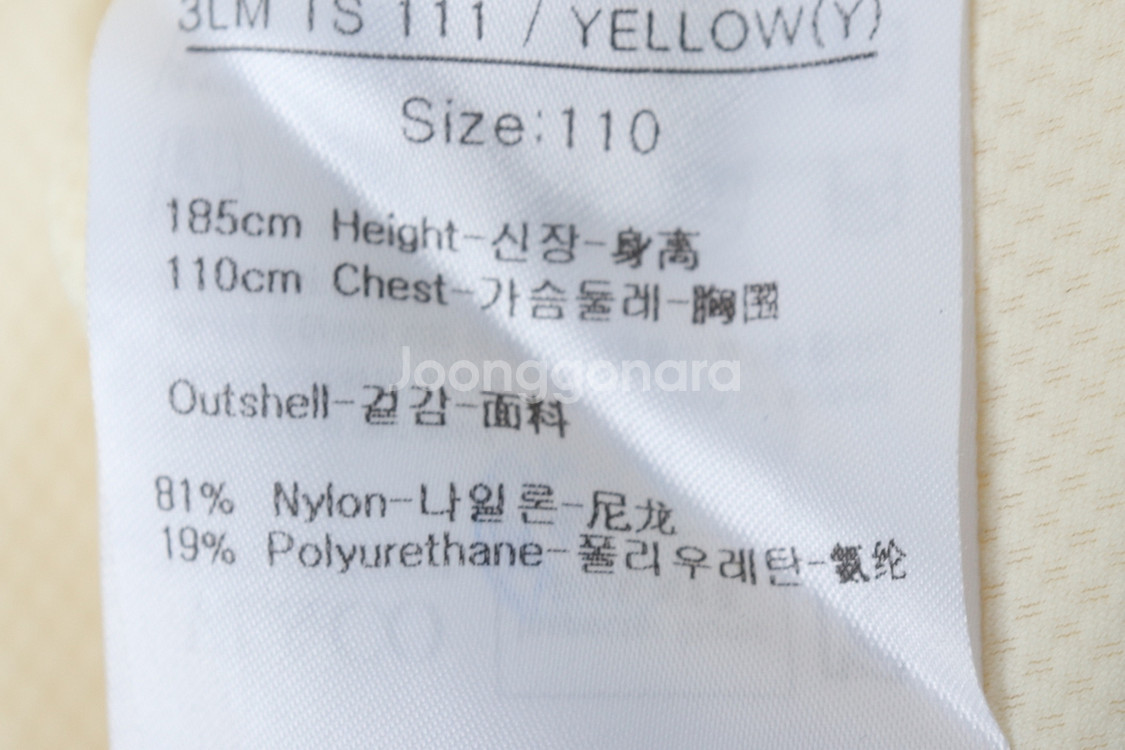 3LM TS 111 / YELLOW(Y)
Size:110
185cm Height-신장-身高
110cm Chest-가슴둘레-胸围
Joonggonara
Outshell-겉감-面料
81% Nylon-나일론-尼龙
19% Polyurethane-폴리우레탄-氨纶